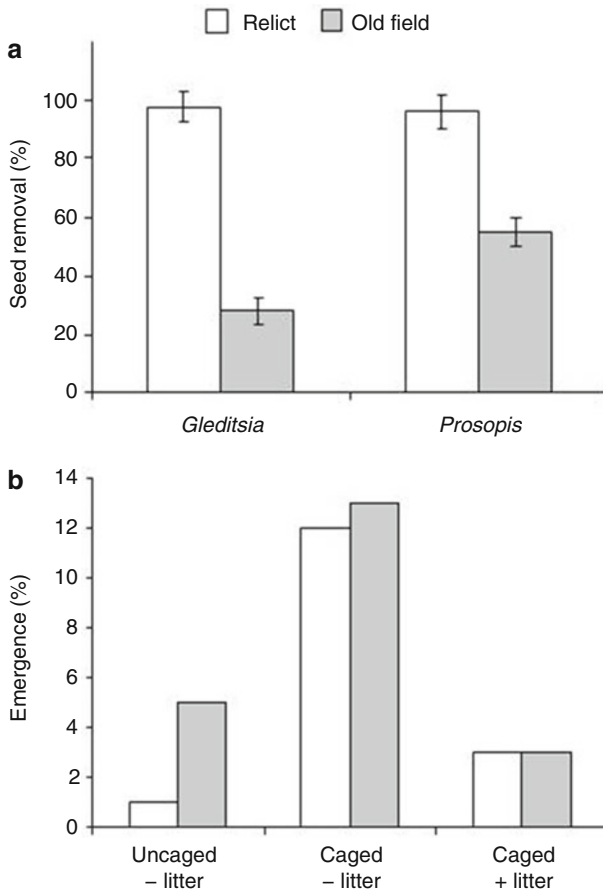 Relict Old field
a
Seed removal (%)
100
80
60
40
20
0
Gleditsia Prosopis
b
Emergence (%)
14
12
10
8
6
4
2
0
Uncaged Caged Caged
– litter – litter + litter